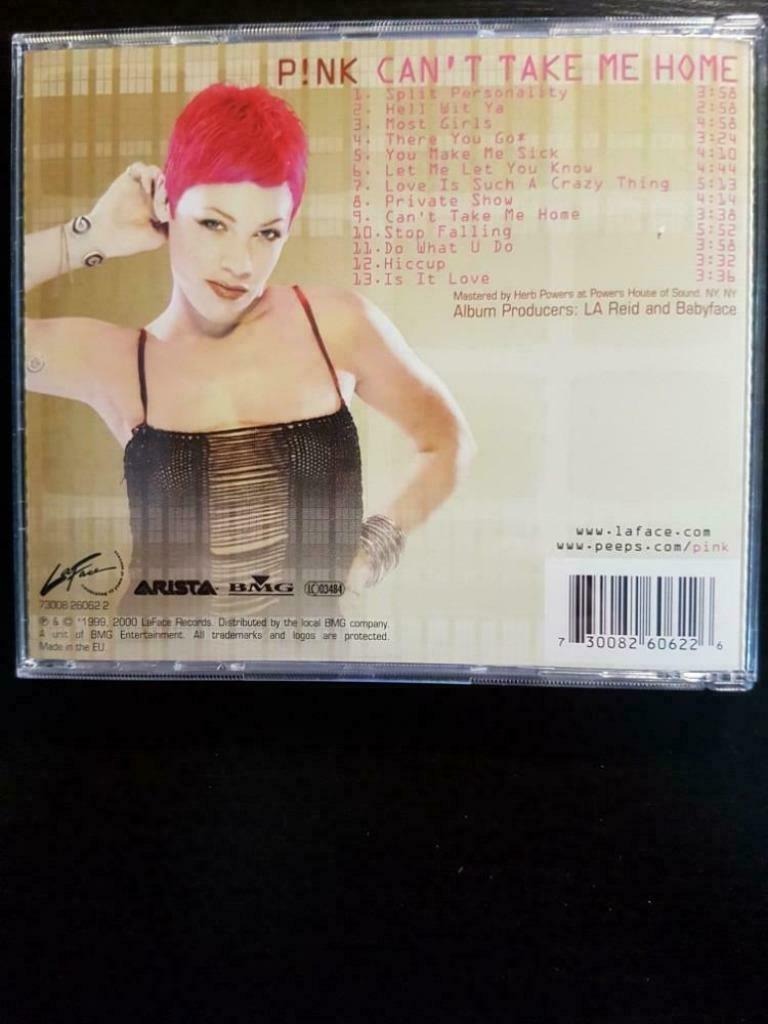 P!NK CAN'T TAKE ME HOME
1. Split Personality 3:58
2. Hell Wit Ya 2:58
3. Most Girls 4:58
4. There You Go* 3:24
5. You Make Me Sick 4:10
6. Let Me Let You Know 4:44
7. Love Is Such A Crazy Thing 5:13
8. Private Show 4:14
9. Can't Take Me Home 3:38
10. Stop Falling 5:52
11. Do What U Do 3:58
12. Hiccup 3:32
13. Is It Love 3:36
Mastered by Herb Powers at Powers House of Sound, NY, NY
Album Producers: LA Reid and Babyface
www.laface.com
www.peeps.com/pink
LaFace
ARISTA BMG LC 03484
73008 26062 2
℗ & © *1999, 2000 LaFace Records. Distributed by the local BMG company.
A unit of BMG Entertainment. All trademarks and logos are protected.
Made in the EU.
7 30082 60622 6